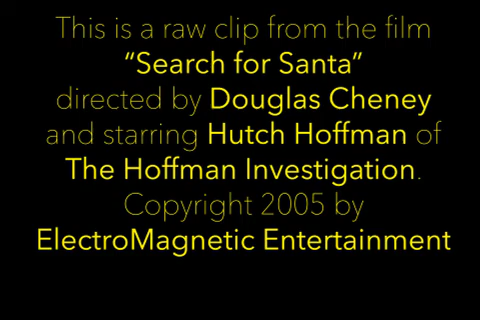 This is a raw clip from the film
“Search for Santa”
directed by Douglas Cheney
and starring Hutch Hoffman of
The Hoffman Investigation.
Copyright 2005 by
ElectroMagnetic Entertainment